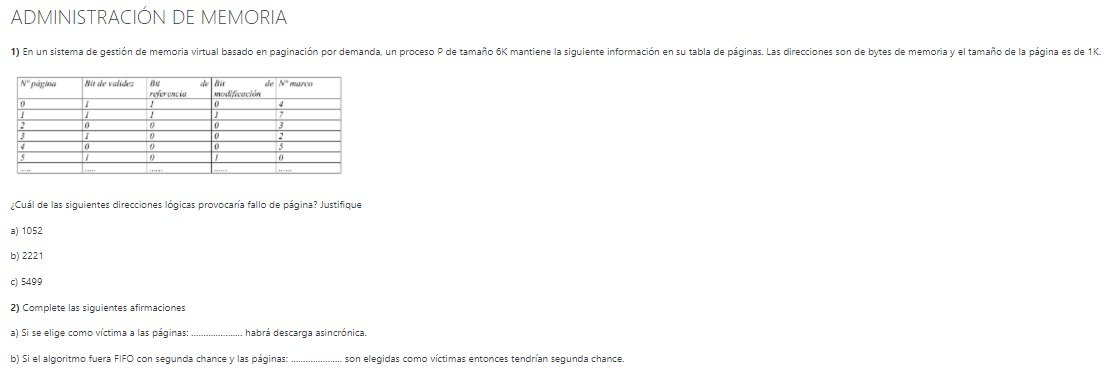 ADMINISTRACIÓN DE MEMORIA
1) En un sistema de gestión de memoria virtual basado en paginación por demanda, un proceso P de tamaño 6K mantiene la siguiente información en su tabla de páginas. Las direcciones son de bytes de memoria y el tamaño de la página es de 1K.
N° página Bit de validez Bit de referencia Bit de modificación N° marco
0 1 1 0 4
1 1 1 1 7
2 0 0 0 3
3 1 0 0 2
4 0 0 0 5
5 1 0 1 0
..... ..... ...... ...... ......
¿Cuál de las siguientes direcciones lógicas provocaría fallo de página? Justifique
a) 1052
b) 2221
c) 5499
2) Complete las siguientes afirmaciones
a) Si se elige como víctima a las páginas: ..................... habrá descarga asincrónica.
b) Si el algoritmo fuera FIFO con segunda chance y las páginas: ..................... son elegidas como víctimas entonces tendrían segunda chance.